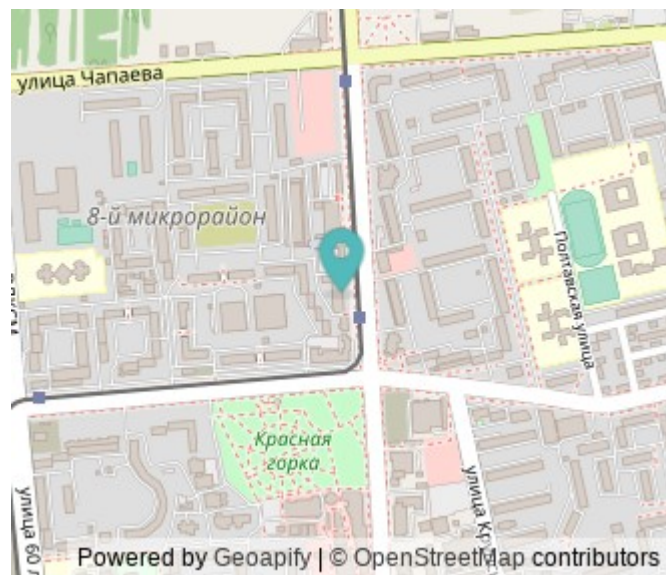 улица Чапаева
8-й микрорайон
Полтавская улица
Красная
горка
улица 60 л
улица Кр
Powered by Geoapify | © OpenStreetMap contributors